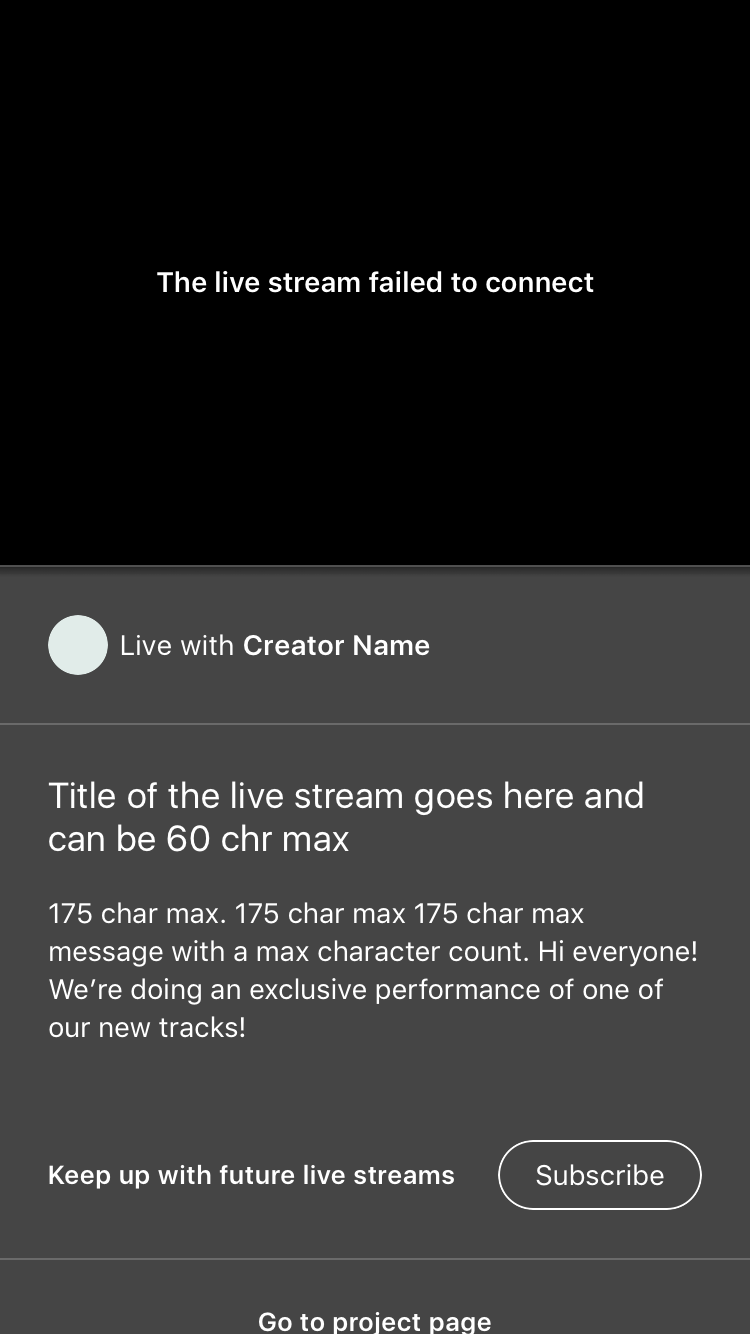 The live stream failed to connect
Live with Creator Name
Title of the live stream goes here and
can be 60 chr max
175 char max. 175 char max 175 char max
message with a max character count. Hi everyone!
We’re doing an exclusive performance of one of
our new tracks!
Keep up with future live streams
Subscribe
Go to project page